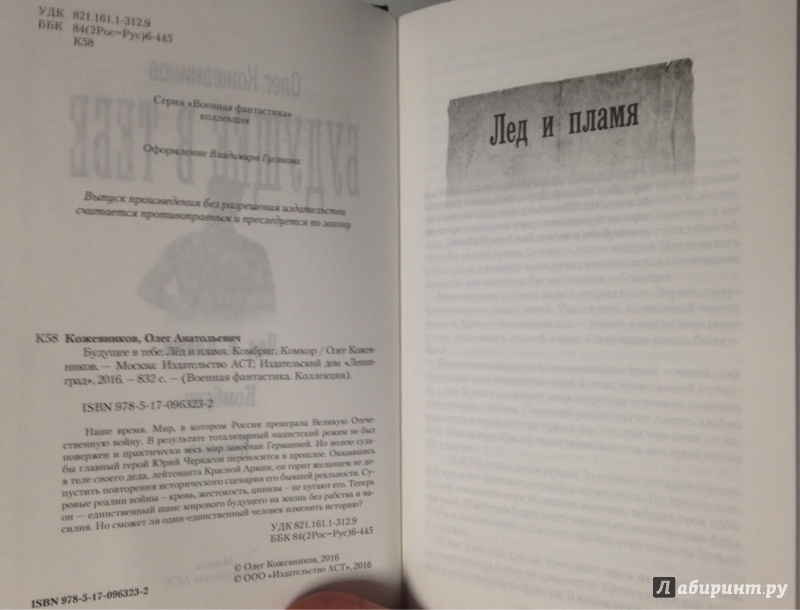 УДК 821.161.1-312.9
ББК 84(2Рос=Рус)6-445
К58
Серия «Военная фантастика»
коллекция
Оформление Владимира Гусакова
Выпуск произведения без разрешения издательства
считается противоправным и преследуется по закону
Кожевников, Олег Анатольевич
К58
Будущее в тебе: Лёд и пламя. Комбриг. Комкор / Олег Кожев-
ников. — Москва: Издательство АСТ; Издательский дом «Ленин-
град», 2016. — 832 с. — (Военная фантастика. Коллекция).
ISBN 978-5-17-096323-2
Наше время. Мир, в котором Россия проиграла Великую Отече-
ственную войну. В результате тоталитарный нацистский режим не был
повержен и практически весь мир завоёван Германией. Но волею судь-
бы главный герой Юрий Черкасов переносится в прошлое. Оказавшись
в теле своего деда, лейтенанта Красной Армии, он горит желанием не до-
пустить повторения исторического сценария его бывшей реальности. Су-
ровые реалии войны – кровь, жестокость, цинизм – не пугают его. Теперь
он — единственный шанс мирового будущего на жизнь без рабства и на-
силия. Но сможет ли один-единственный человек изменить историю?
УДК 821.161.1-312.9
ББК 84(2Рос=Рус)6-445
© Олег Кожевников, 2016
© ООО «Издательство АСТ», 2016
ISBN 978-5-17-096323-2
Лед и пламя
Лабиринт.ру